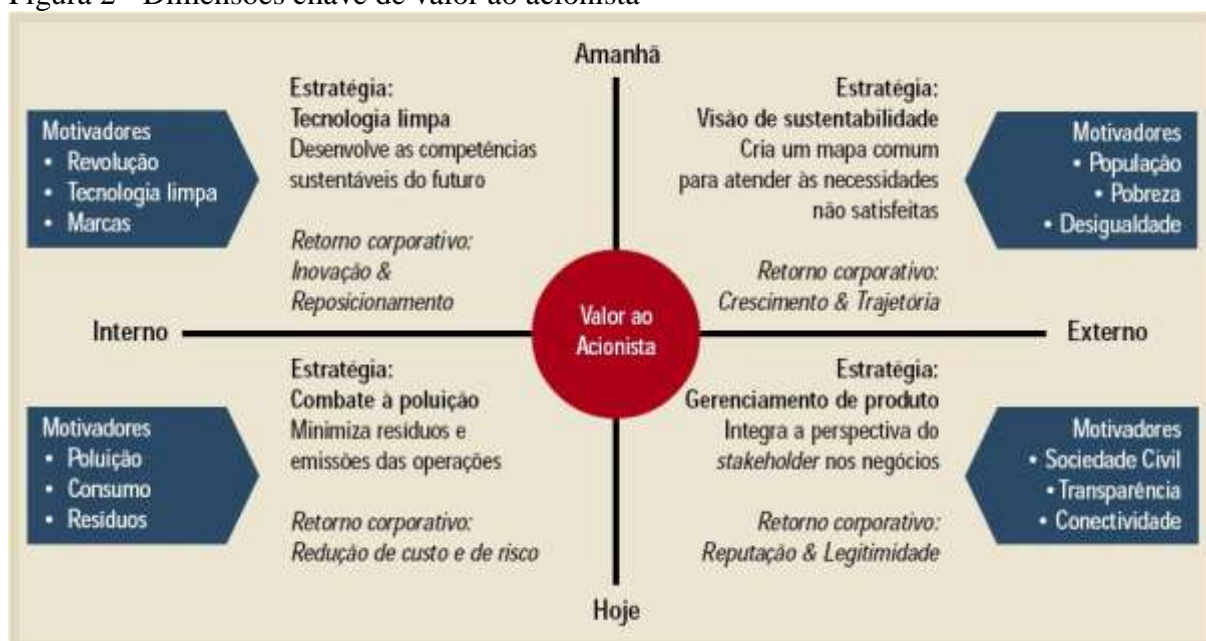 Figura 2 - Dimensões chave de valor ao acionista
Amanhã
Motivadores
• Revolução
• Tecnologia limpa
• Marcas
Estratégia:
Tecnologia limpa
Desenvolve as competências
sustentáveis do futuro
Retorno corporativo:
Inovação &
Reposicionamento
Estratégia:
Visão de sustentabilidade
Cria um mapa comum
para atender às necessidades
não satisfeitas
Retorno corporativo:
Crescimento & Trajetória
Motivadores
• População
• Pobreza
• Desigualdade
Interno
Valor ao
Acionista
Externo
Motivadores
• Poluição
• Consumo
• Resíduos
Estratégia:
Combate à poluição
Minimiza resíduos e
emissões das operações
Retorno corporativo:
Redução de custo e de risco
Estratégia:
Gerenciamento de produto
Integra a perspectiva do
stakeholder nos negócios
Retorno corporativo:
Reputação & Legitimidade
Motivadores
• Sociedade Civil
• Transparência
• Conectividade
Hoje